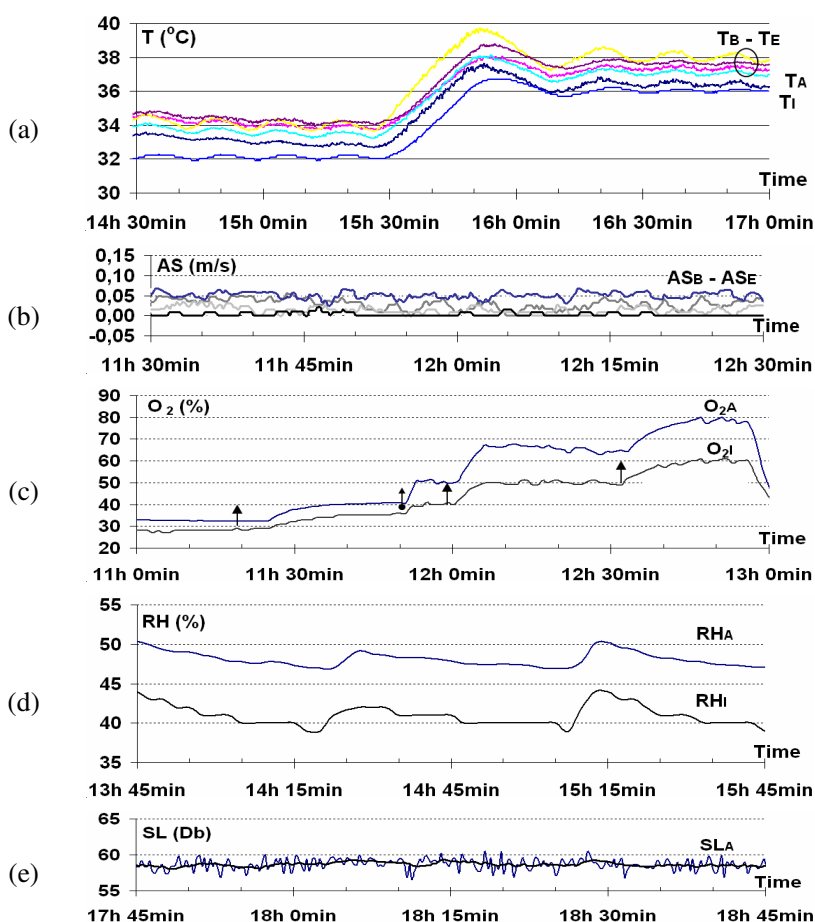 (a)
T (°C)
40
38
36
34
32
30
TB - TE
TA
TI
Time
14h 30min 15h 0min 15h 30min 16h 0min 16h 30min 17h 0min
(b)
AS (m/s)
0,15
0,10
0,05
0,00
-0,05
ASB - ASE
Time
11h 30min 11h 45min 12h 0min 12h 15min 12h 30min
(c)
O2 (%)
90
80
70
60
50
40
30
20
O2A
O2I
Time
11h 0min 11h 30min 12h 0min 12h 30min 13h 0min
(d)
RH (%)
55
50
45
40
35
RHA
RHI
Time
13h 45min 14h 15min 14h 45min 15h 15min 15h 45min
(e)
SL (Db)
65
60
55
SLA
Time
17h 45min 18h 0min 18h 15min 18h 30min 18h 45min